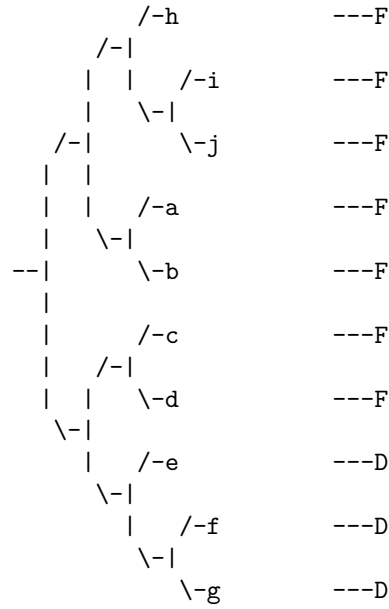 /-h         ---F
    /-|
   |  |   /-i     ---F
   |   \-|
  /-|     \-j     ---F
 |  |
 |  |   /-a       ---F
 |   \-|
--|     \-b       ---F
 |
 |      /-c       ---F
 |    /-|
 |   |  \-d       ---F
  \-|
    |   /-e       ---D
     \-|
       |   /-f    ---D
        \-|
           \-g    ---D